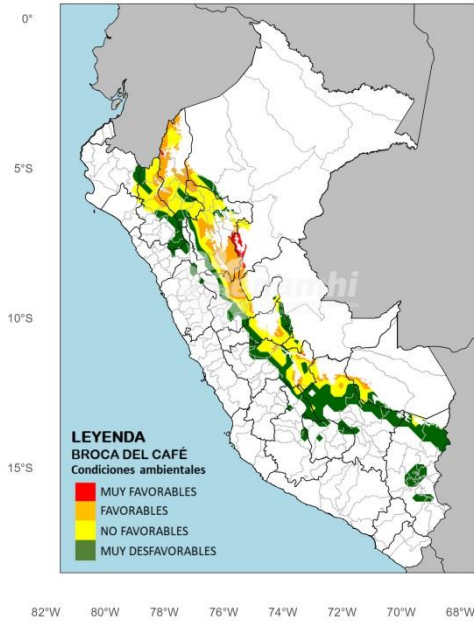 0°
5°S
10°S
15°S
senamhi
LEYENDA
BROCA DEL CAFÉ
Condiciones ambientales
MUY FAVORABLES
FAVORABLES
NO FAVORABLES
MUY DESFAVORABLES
82°W 80°W 78°W 76°W 74°W 72°W 70°W 68°W